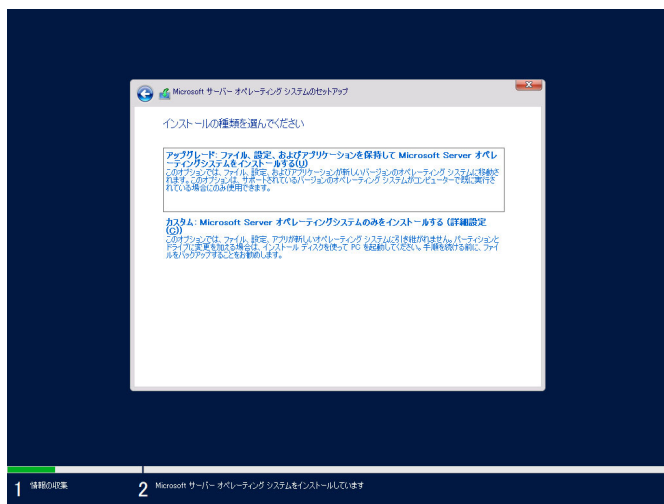 Microsoft サーバー オペレーティング システムのセットアップ
インストールの種類を選んでください
アップグレード: ファイル、設定、およびアプリケーションを保持して Microsoft Server オペレ
ーティングシステムをインストールする(U)
このオプションでは、ファイル、設定、およびアプリケーションが新しいバージョンのオペレーティング システムに移動さ
れます。このオプションは、サポートされているバージョンのオペレーティング システムがコンピューターで既に実行さ
れている場合にのみ使用できます。
カスタム: Microsoft Server オペレーティングシステムのみをインストールする (詳細設定
(C))
このオプションでは、ファイル、設定、アプリが新しいオペレーティング システムに引き継がれません。パーティションと
ドライブに変更を加える場合は、インストール ディスクを使って PC を起動してください。手順を続ける前に、ファイ
ルをバックアップすることをお勧めします。
1 情報の収集
2 Microsoft サーバー オペレーティング システムをインストールしています